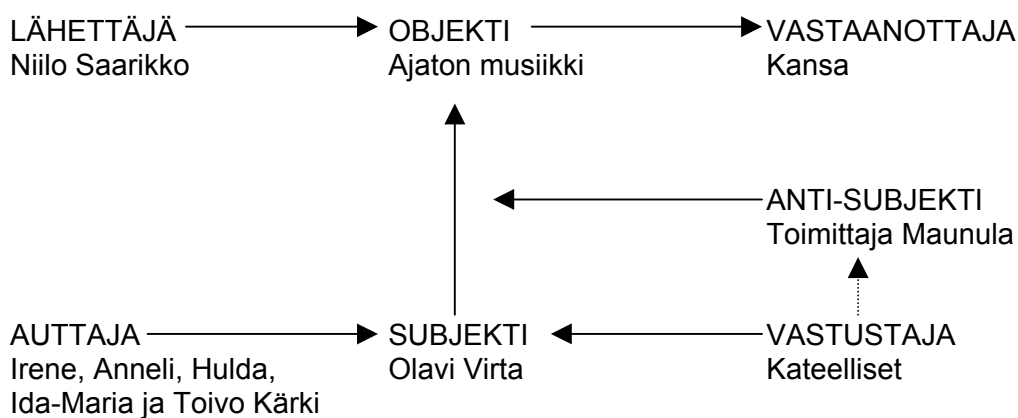 LÄHETTÄJÄ
Niilo Saarikko
OBJEKTI
Ajaton musiikki
VASTAANOTTAJA
Kansa
ANTI-SUBJEKTI
Toimittaja Maunula
AUTTAJA
Irene, Anneli, Hulda,
Ida-Maria ja Toivo Kärki
SUBJEKTI
Olavi Virta
VASTUSTAJA
Kateelliset